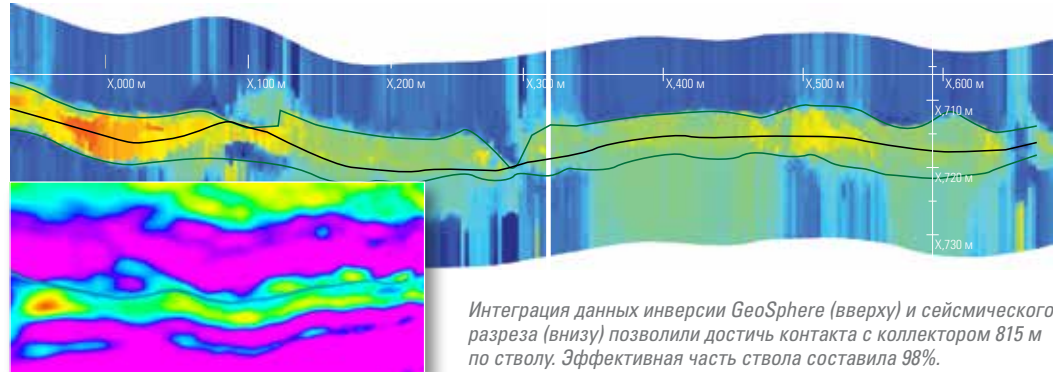 X,000 м
X,100 м
X,200 м
X,300 м
X,400 м
X,500 м
X,600 м
X,710 м
X,720 м
X,730 м
Интеграция данных инверсии GeoSphere (вверху) и сейсмического
разреза (внизу) позволили достичь контакта с коллектором 815 м
по стволу. Эффективная часть ствола составила 98%.